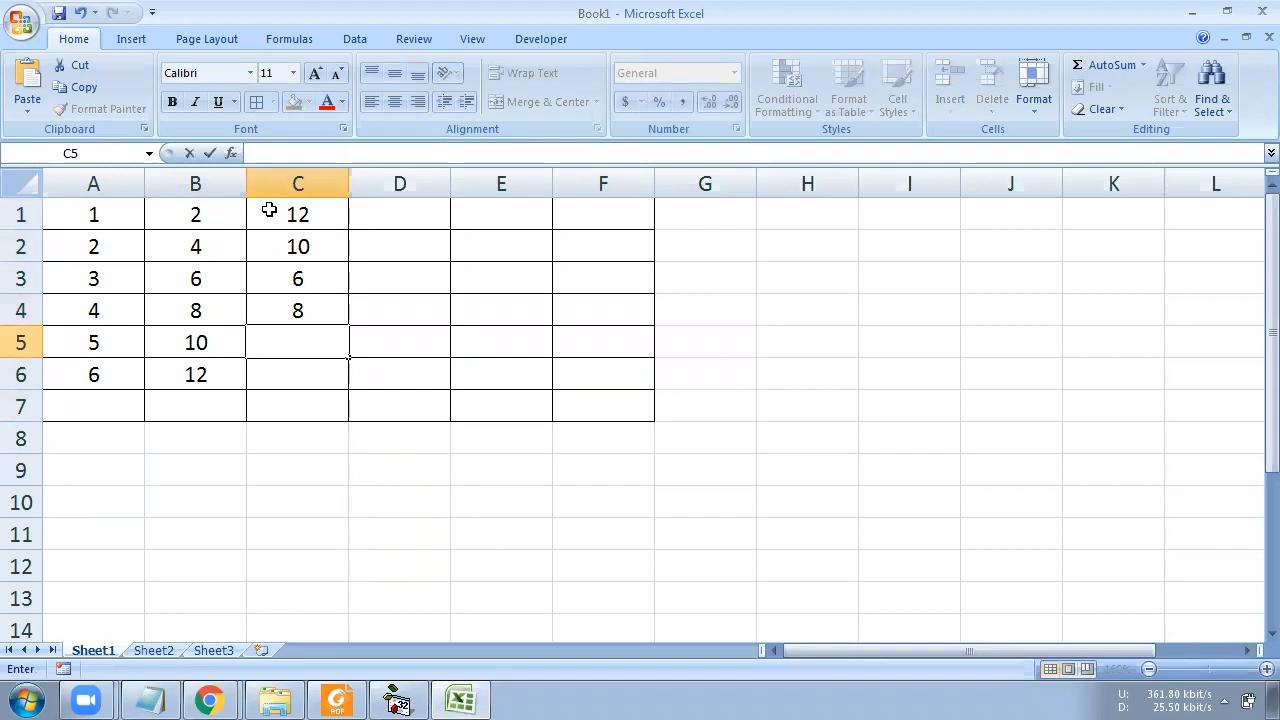 Book1 - Microsoft Excel
Home Insert Page Layout Formulas Data Review View Developer
Paste
Cut
Copy
Format Painter
Clipboard
Calibri 11
B I U
Font
Wrap Text
Merge & Center
Alignment
General
$ % ,
Number
Conditional Formatting
Format as Table
Cell Styles
Styles
Insert
Delete
Format
Cells
AutoSum
Fill
Clear
Sort & Filter
Find & Select
Editing
C5
A B C D E F G H I J K L
1 1 2 12
2 2 4 10
3 3 6 6
4 4 8 8
5 5 10
6 6 12
7
8
9
10
11
12
13
14
Sheet1 Sheet2 Sheet3
Enter
160%
PDF
32
U: 361.80 kbit/s
D: 25.50 kbit/s